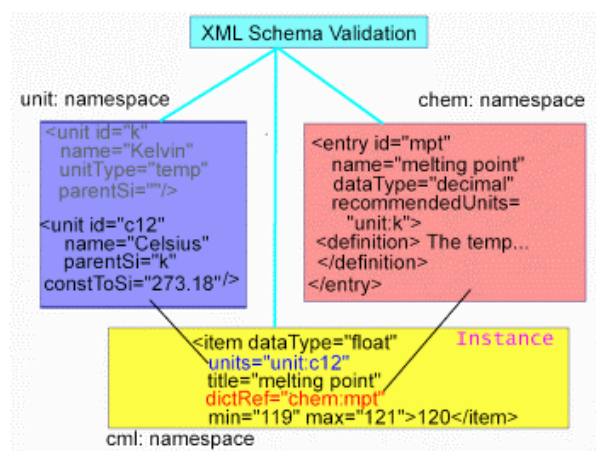 XML Schema Validation
unit: namespace
chem: namespace
<unit id="k"
name="Kelvin"
unitType="temp"
parentSi=""/>
<unit id="c12"
name="Celsius"
parentSi="k"
constToSi="273.18"/>
<entry id="mpt"
name="melting point"
dataType="decimal"
recommendedUnits=
"unit:k">
<definition> The temp...
</definition>
</entry>
<item dataType="float"
Instance
units="unit:c12"
title="melting point"
dictRef="chem:mpt"
min="119" max="121">120</item>
cml: namespace